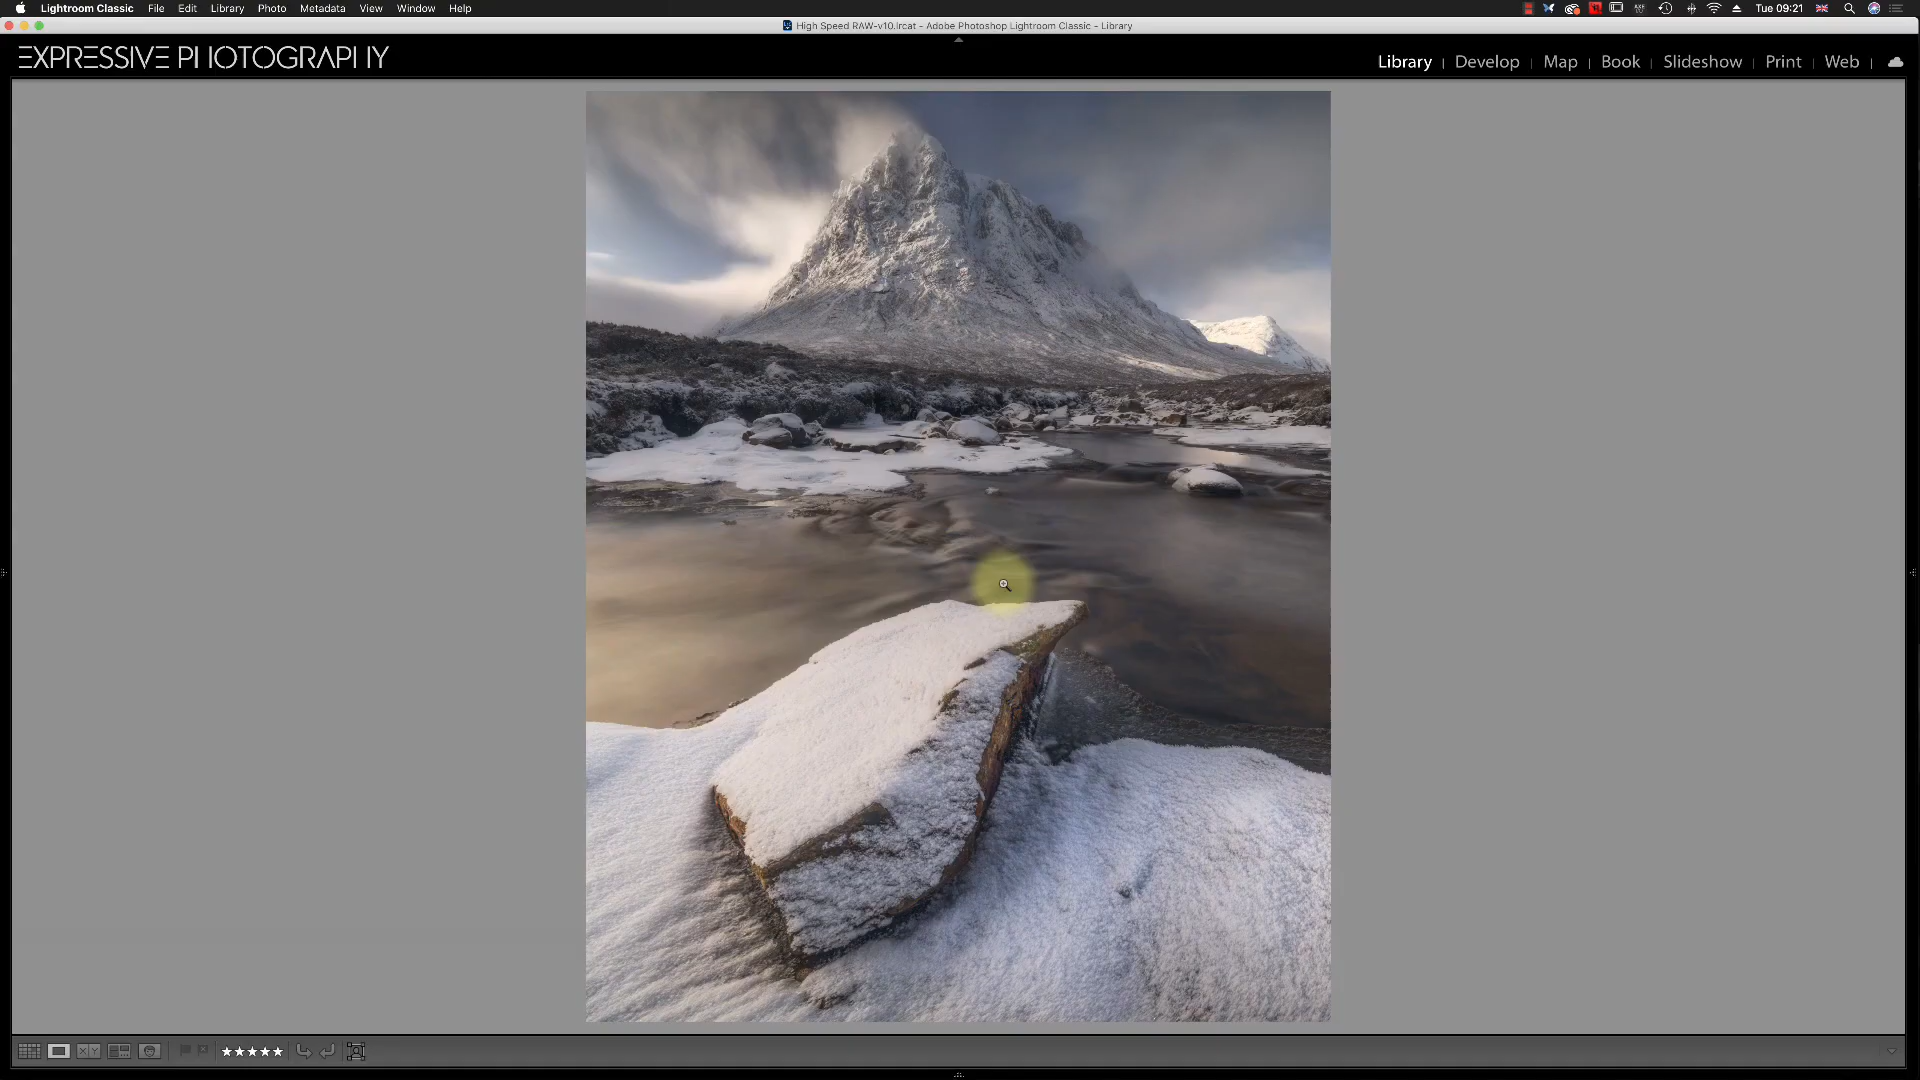 Lightroom Classic File Edit Library Photo Metadata View Window Help Tue 09:21
High Speed RAW-v10.lrcat - Adobe Photoshop Lightroom Classic - Library
EXPRESSIVE PHOTOGRAPHY
Library | Develop | Map | Book | Slideshow | Print | Web |
XY